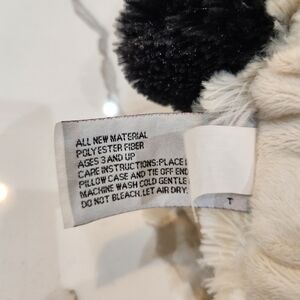 ALL NEW MATERIAL
POLYESTER FIBER
AGES 3 AND UP
CARE INSTRUCTIONS: PLACE
PILLOW CASE AND TIE OFF END
MACHINE WASH COLD GENTLE
DO NOT BLEACH. LET AIR DRY.
T